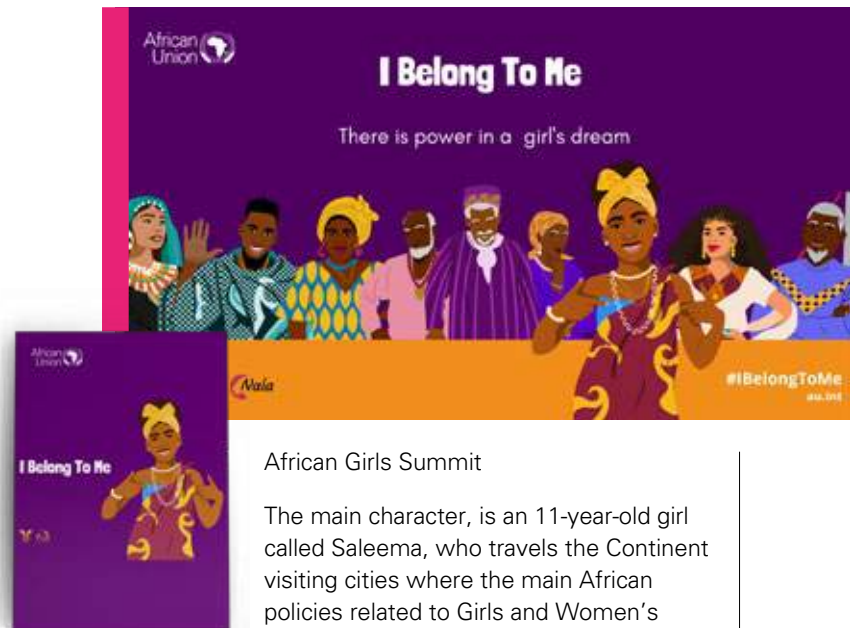 African
Union
I Belong To Me
There is power in a girl's dream
Nala
#IBelongToMe
au.int
African
Union
I Belong To Me
African Girls Summit
The main character, is an 11-year-old girl
called Saleema, who travels the Continent
visiting cities where the main African
policies related to Girls and Women's